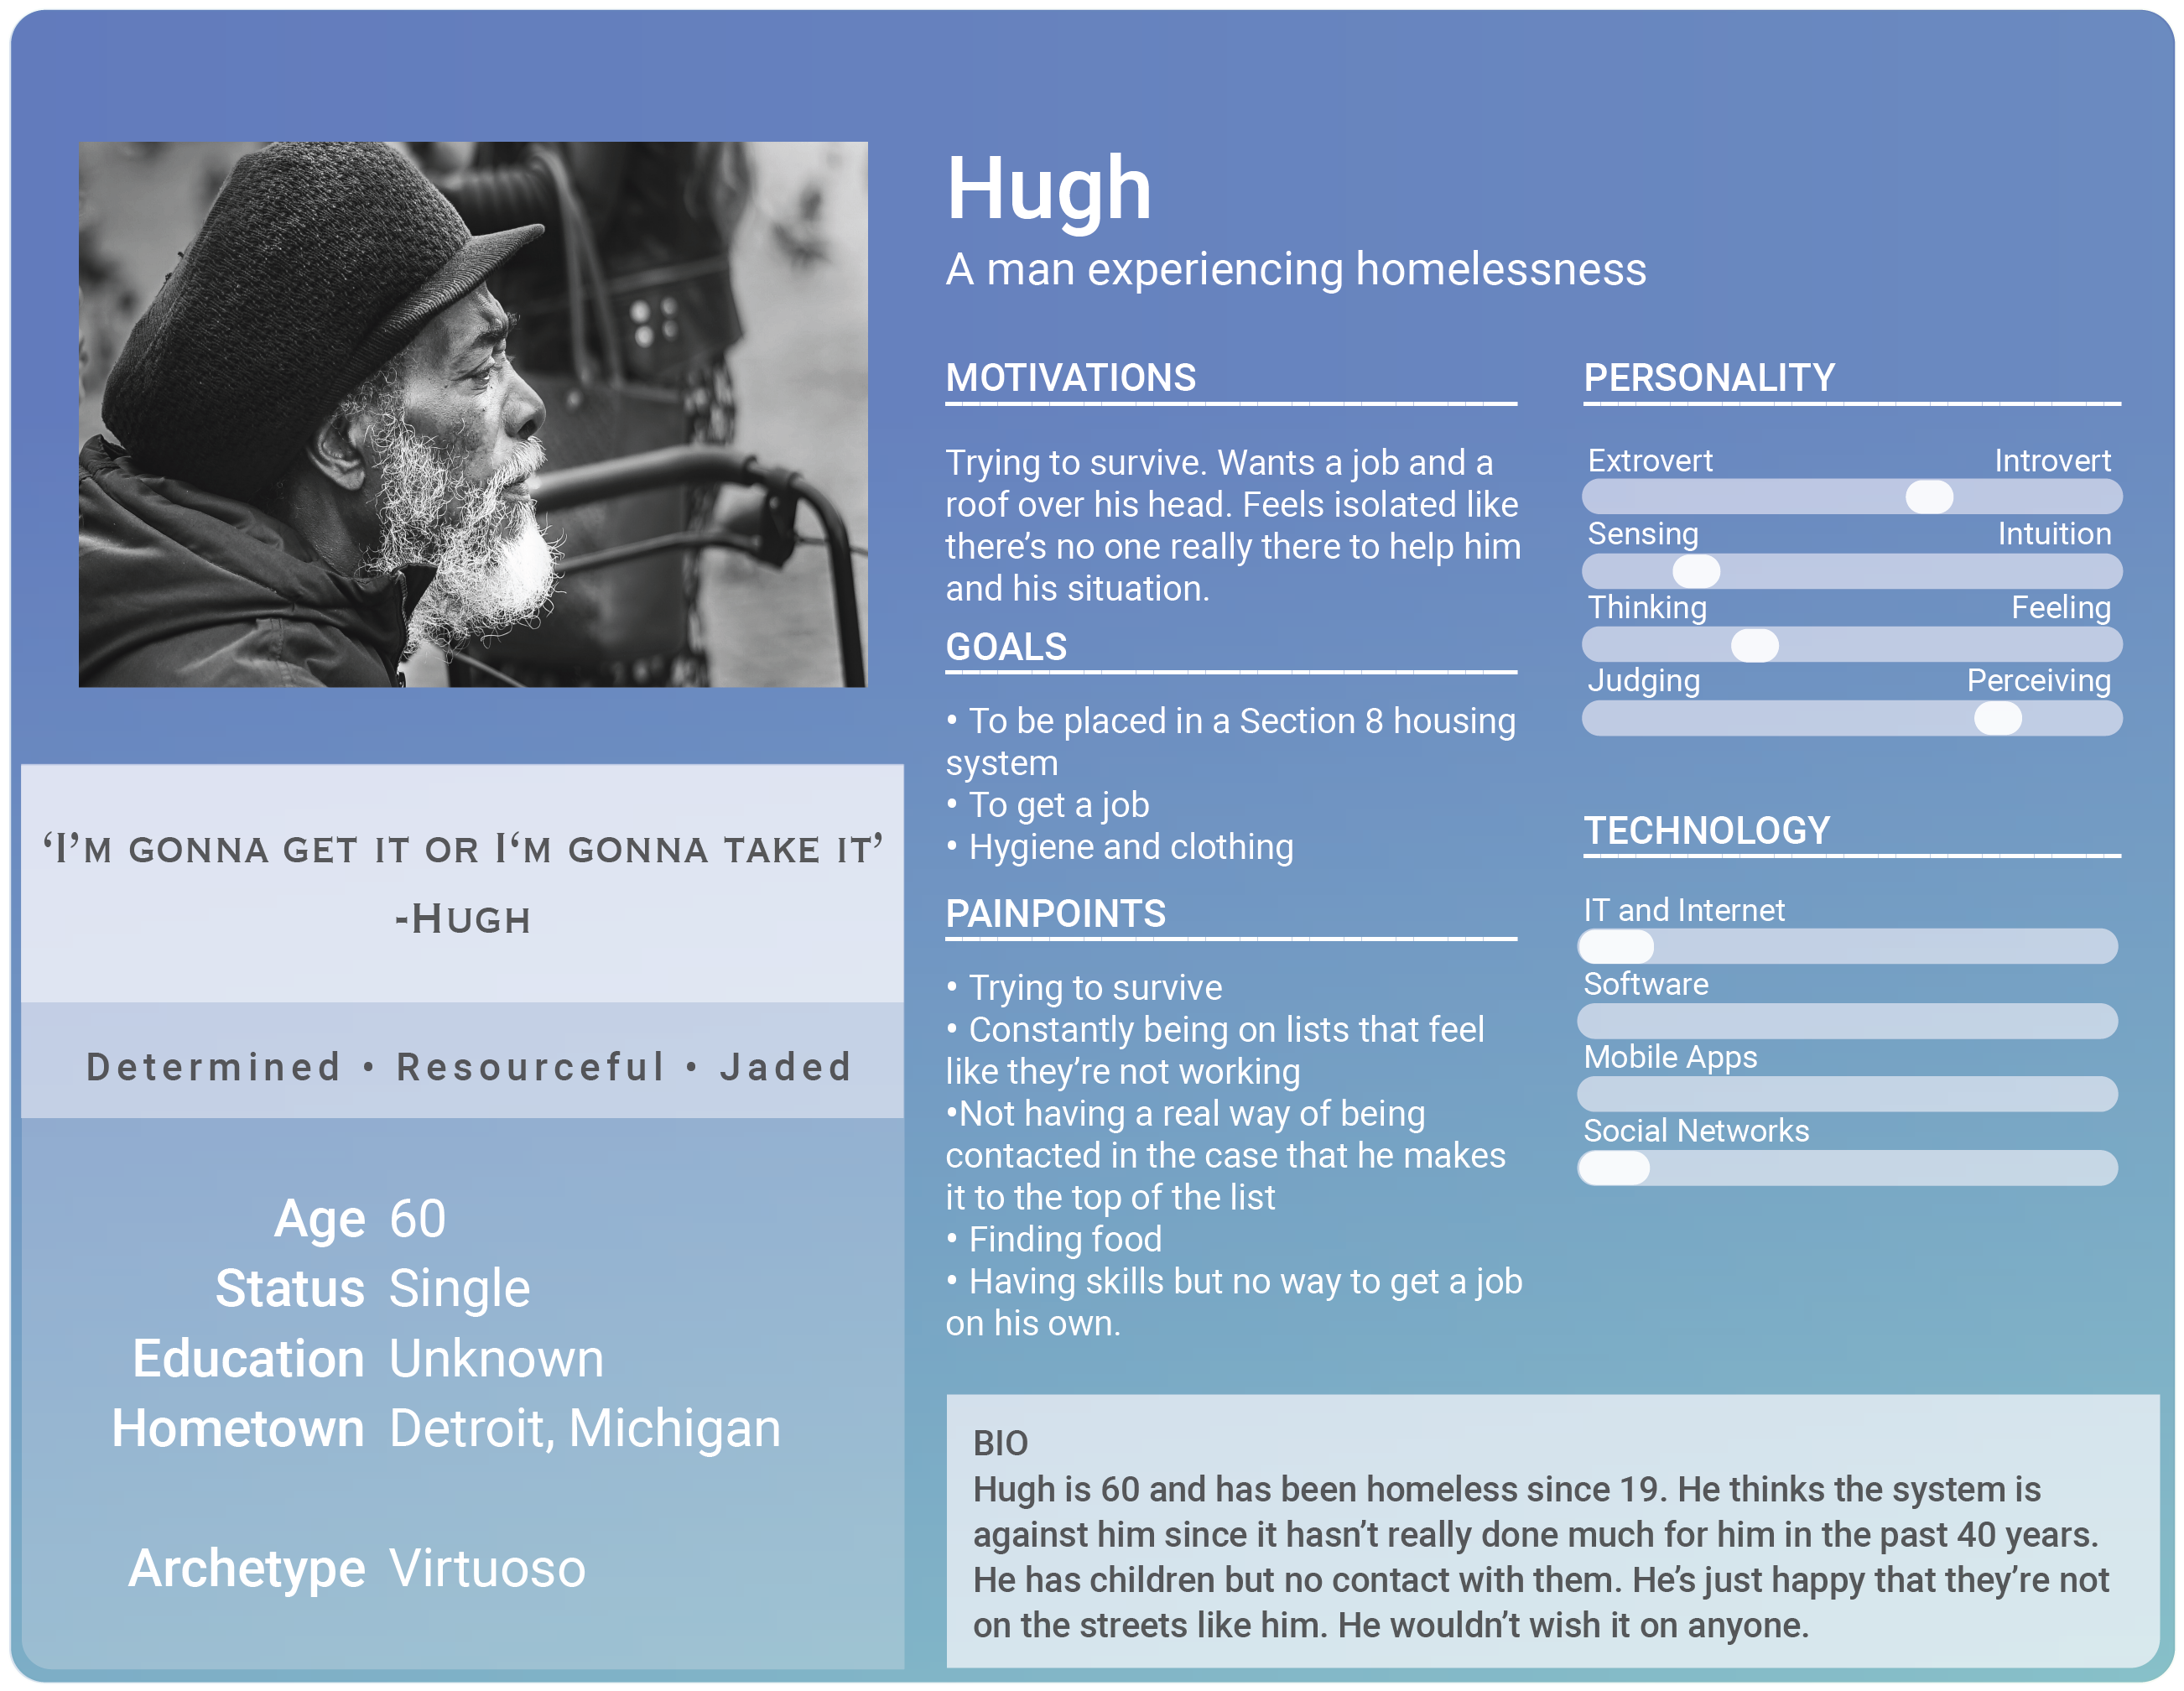 Hugh
A man experiencing homelessness
‘I’M GONNA GET IT OR I‘M GONNA TAKE IT’
-HUGH
Determined • Resourceful • Jaded
Age 60
Status Single
Education Unknown
Hometown Detroit, Michigan
Archetype Virtuoso
MOTIVATIONS
Trying to survive. Wants a job and a
roof over his head. Feels isolated like
there’s no one really there to help him
and his situation.
GOALS
• To be placed in a Section 8 housing
system
• To get a job
• Hygiene and clothing
PAINPOINTS
• Trying to survive
• Constantly being on lists that feel
like they’re not working
•Not having a real way of being
contacted in the case that he makes
it to the top of the list
• Finding food
• Having skills but no way to get a job
on his own.
PERSONALITY
Extrovert Introvert
Sensing Intuition
Thinking Feeling
Judging Perceiving
TECHNOLOGY
IT and Internet
Software
Mobile Apps
Social Networks
BIO
Hugh is 60 and has been homeless since 19. He thinks the system is
against him since it hasn’t really done much for him in the past 40 years.
He has children but no contact with them. He’s just happy that they’re not
on the streets like him. He wouldn’t wish it on anyone.